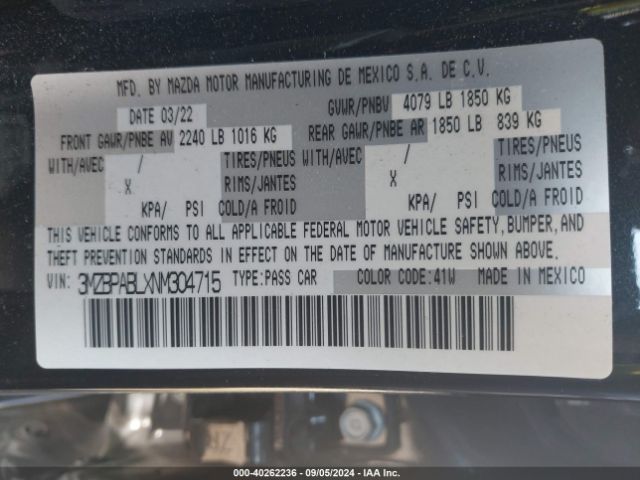 MFD. BY MAZDA MOTOR MANUFACTURING DE MEXICO S.A. DE C.V.
DATE 03/22 GVWR/PNBV 4079 LB 1850 KG
FRONT GAWR/PNBE AV 2240 LB 1016 KG REAR GAWR/PNBE AR 1850 LB 839 KG
WITH/AVEC / TIRES/PNEUS WITH/AVEC / TIRES/PNEUS
X RIMS/JANTES X RIMS/JANTES
KPA/ PSI COLD/A FROID KPA/ PSI COLD/A FROID
THIS VEHICLE CONFORMS TO ALL APPLICABLE FEDERAL MOTOR VEHICLE SAFETY, BUMPER, AND
THEFT PREVENTION STANDARDS IN EFFECT ON THE DATE OF MANUFACTURE SHOWN ABOVE.
VIN: 3MZBPABLXNM304715 TYPE:PASS CAR COLOR CODE:41W MADE IN MEXICO
000-40262236 - 09/05/2024 - IAA Inc.